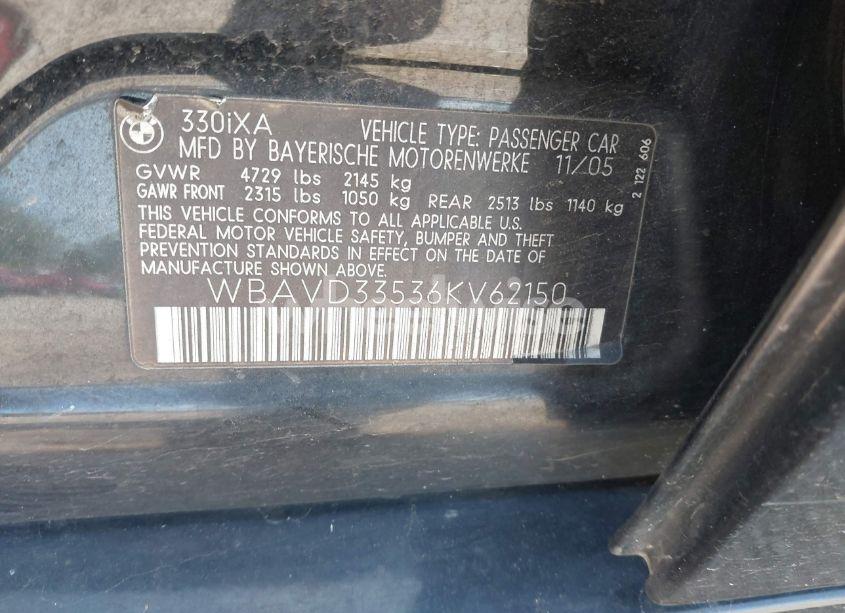 330iXA VEHICLE TYPE: PASSENGER CAR
MFD BY BAYERISCHE MOTORENWERKE 11/05
GVWR 4729 lbs 2145 kg
GAWR FRONT 2315 lbs 1050 kg REAR 2513 lbs 1140 kg
THIS VEHICLE CONFORMS TO ALL APPLICABLE U.S.
FEDERAL MOTOR VEHICLE SAFETY, BUMPER AND THEFT
PREVENTION STANDARDS IN EFFECT ON THE DATE OF
MANUFACTURE SHOWN ABOVE.
WBAVD33536KV62150
2 122 606